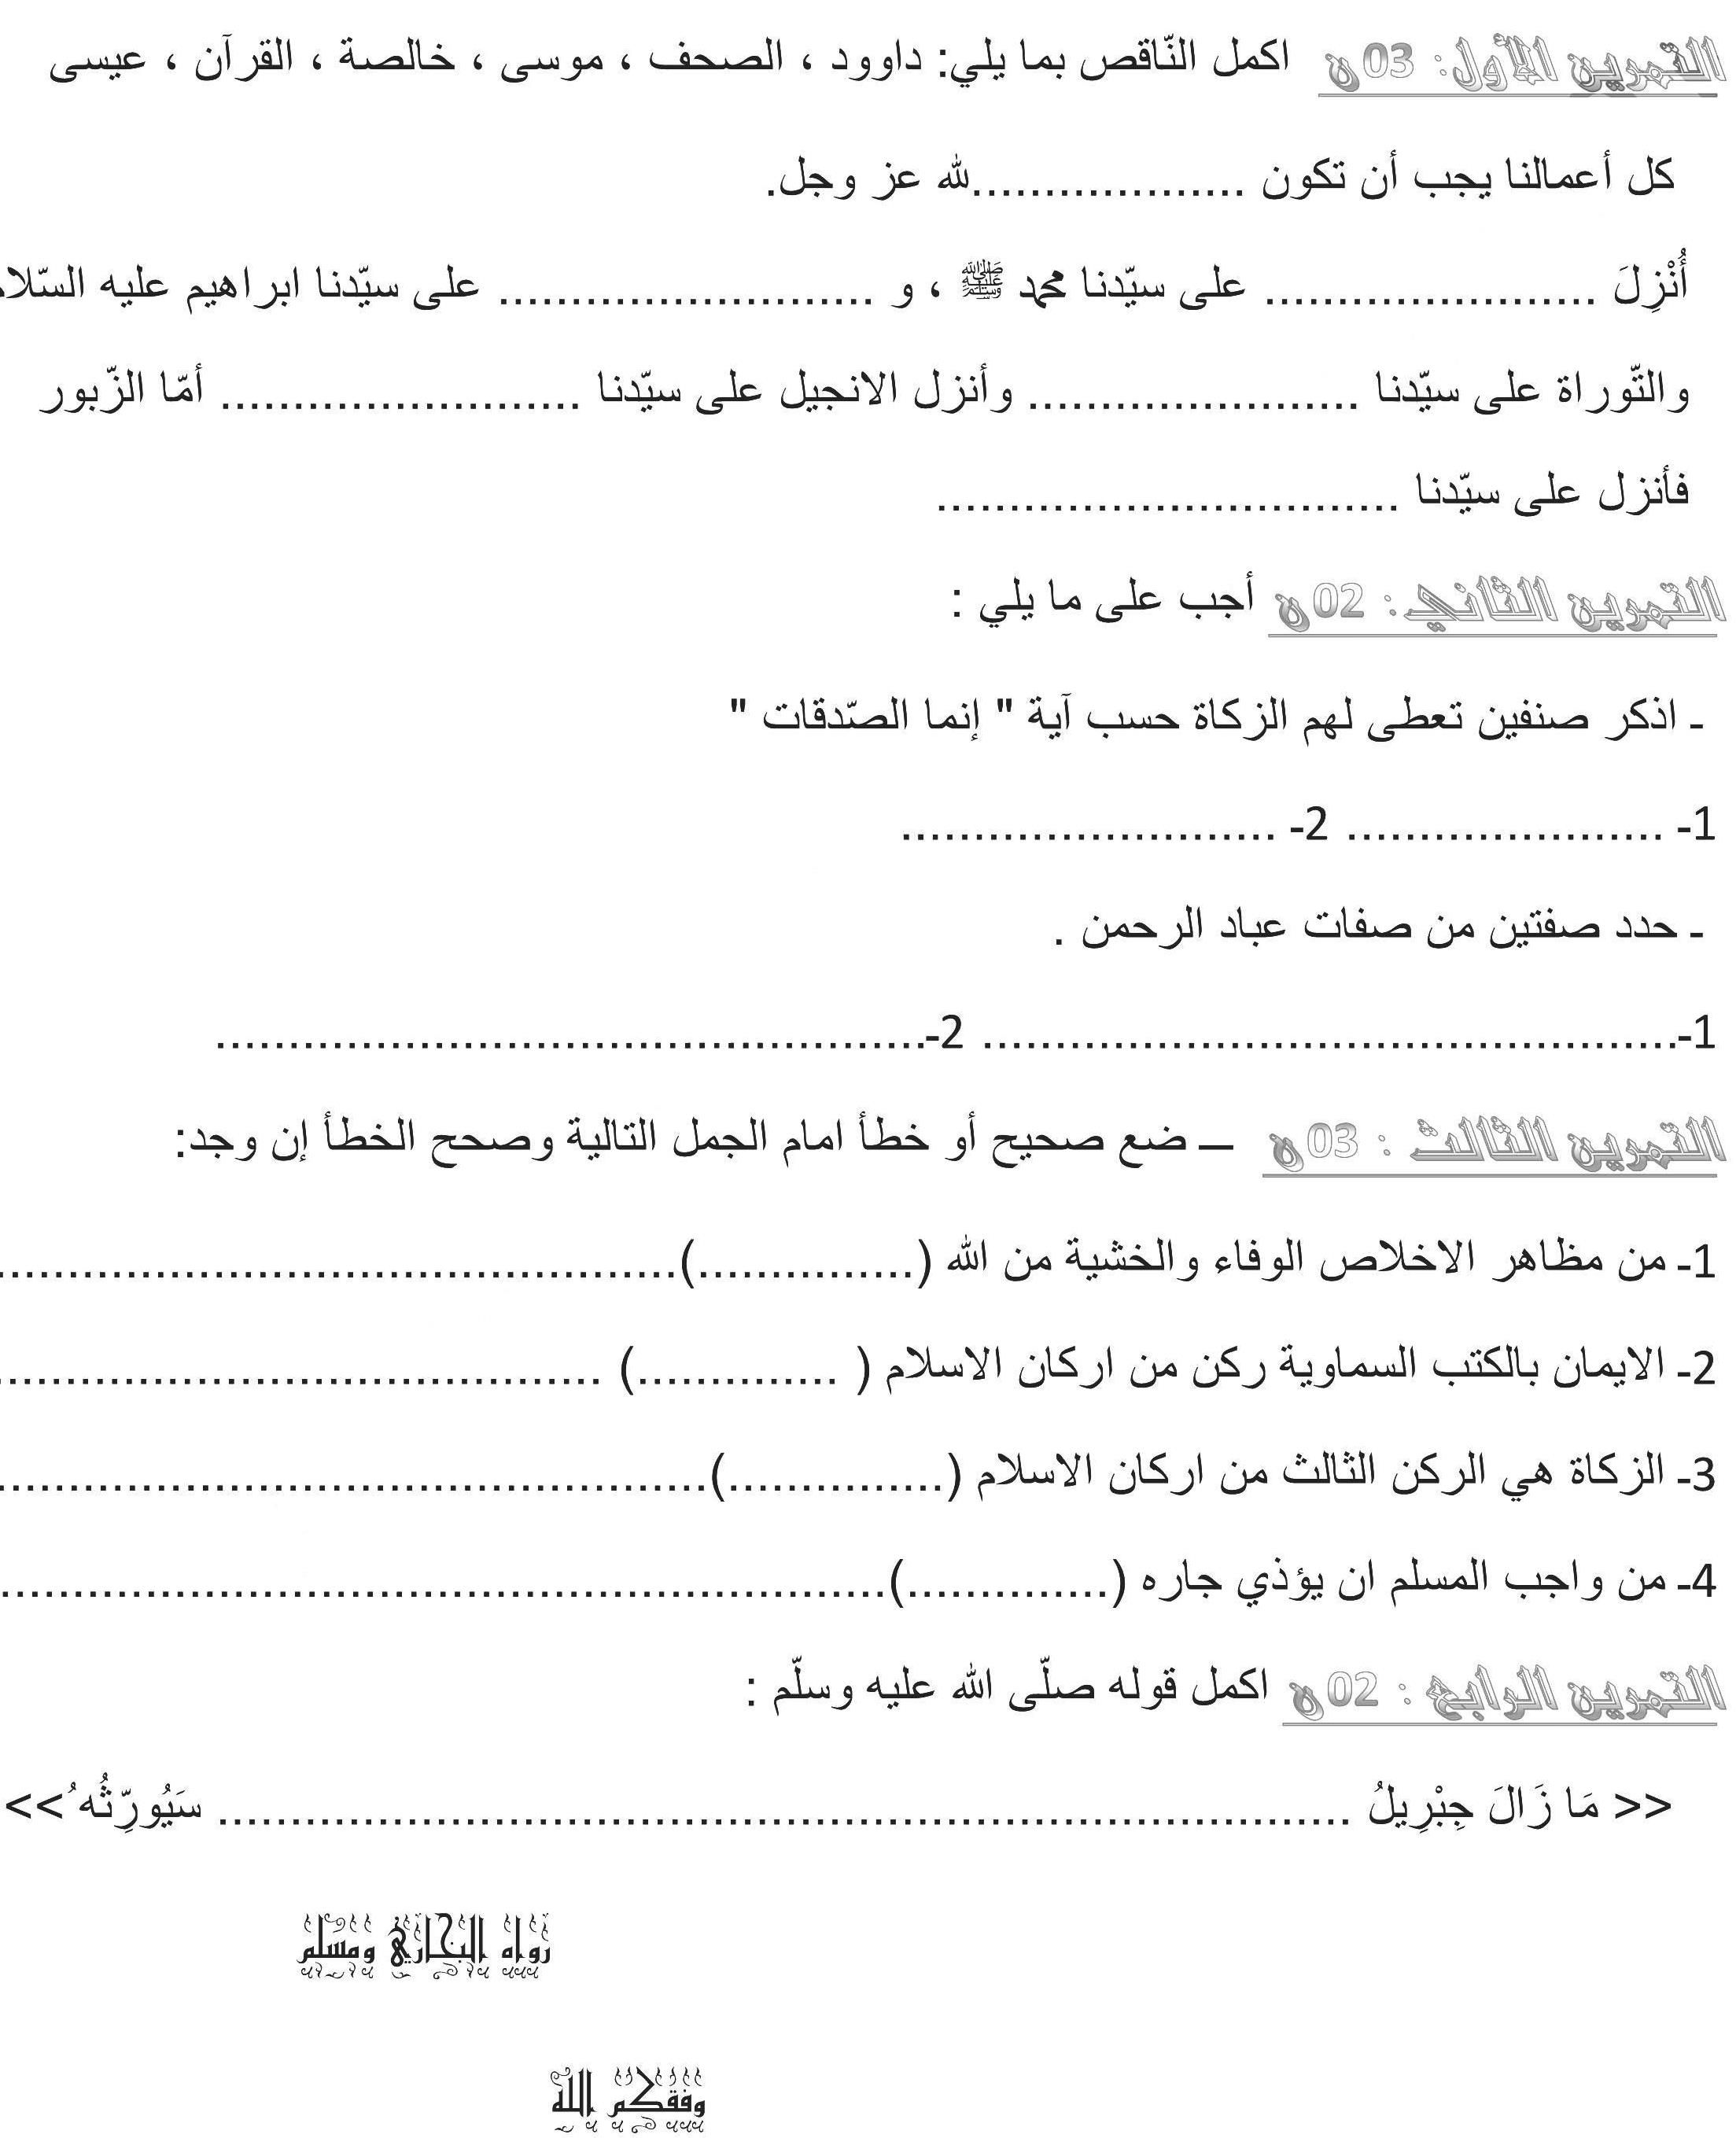 التمرين الأول: 03ن اكمل النّاقص بما يلي: داوود ، الصحف ، موسى ، خالصة ، القرآن ، عيسى
كل أعمالنا يجب أن تكون ...................لله عز وجل.
أُنْزِلَ ....................... على سيّدنا محمد ﷺ ، و .......................... على سيّدنا ابراهيم عليه السّلا
والتّوراة على سيّدنا ....................... وأنزل الانجيل على سيّدنا ......................... أمّا الزّبور
فأنزل على سيّدنا ................................
التمرين الثاني : 02ن أجب على ما يلي :
ـ اذكر صنفين تعطى لهم الزكاة حسب آية " إنما الصّدقات "
1- ...................... 2- ..........................
ـ حدد صفتين من صفات عباد الرحمن .
1-................................................ 2-.................................................
التمرين الثالث : 03ن ـــ ضع صحيح أو خطأ امام الجمل التالية وصحح الخطأ إن وجد:
1- من مظاهر الاخلاص الوفاء والخشية من الله (...............)...............................................
2- الايمان بالكتب السماوية ركن من اركان الاسلام ( ..............) ..........................................
3- الزكاة هي الركن الثالث من اركان الاسلام (...............).................................................
4- من واجب المسلم ان يؤذي جاره (..............).............................................................
التمرين الرابع : 02ن اكمل قوله صلّى الله عليه وسلّم :
<< مَا زَالَ جِبْرِيلُ .............................................................................. سَيُورِّثُه ُ>>
رواه البخاري ومسلم
وفقكم الله